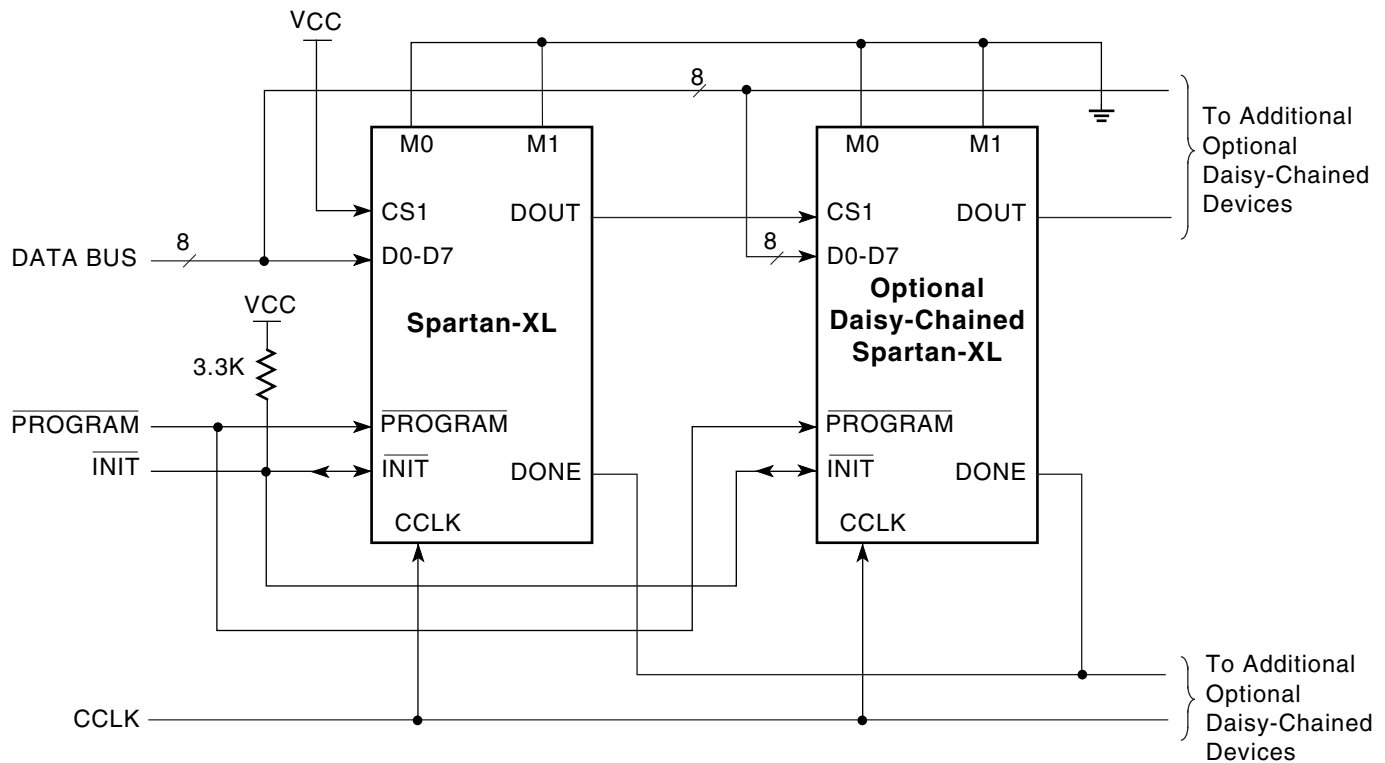 VCC
8
M0 M1
M0 M1
To Additional
Optional
Daisy-Chained
Devices
CS1 DOUT
CS1 DOUT
DATA BUS
8
D0-D7
8
D0-D7
Spartan-XL
Optional
Daisy-Chained
Spartan-XL
VCC
3.3K
PROGRAM
PROGRAM
PROGRAM
INIT
INIT
DONE
INIT
DONE
CCLK
CCLK
CCLK
To Additional
Optional
Daisy-Chained
Devices